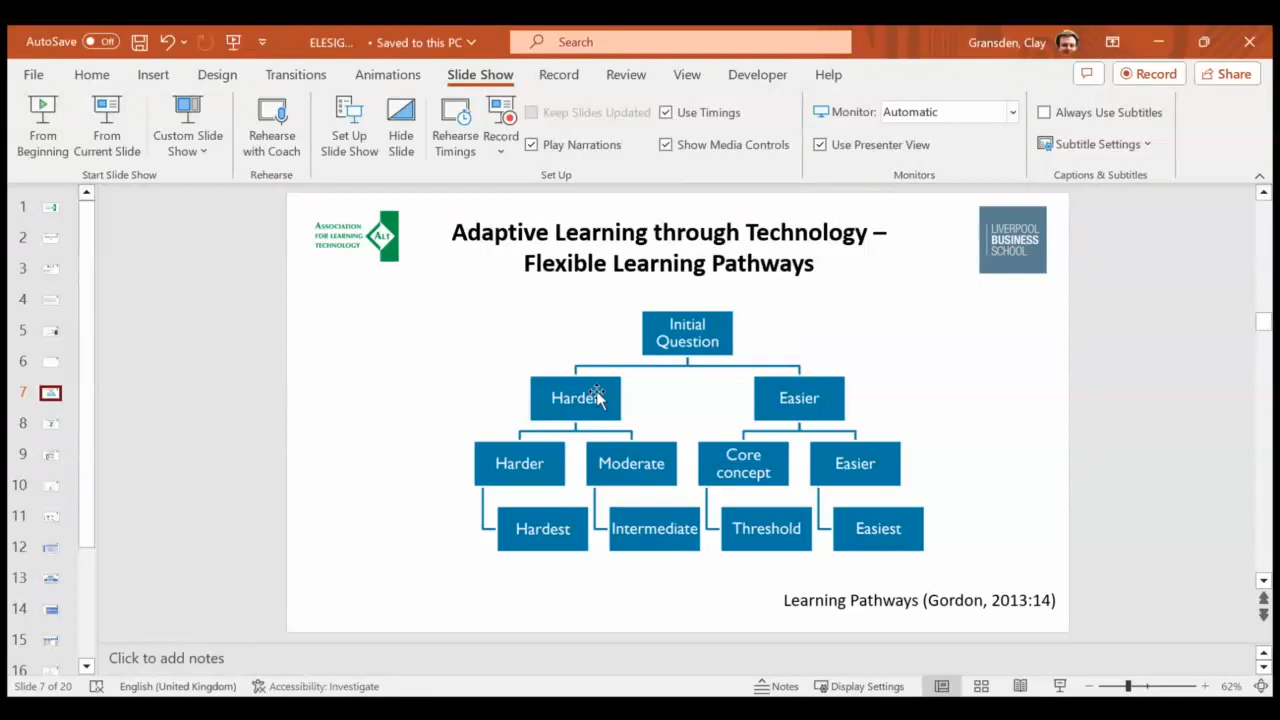 AutoSave Off ELESIG... • Saved to this PC Search Gransden, Clay
File Home Insert Design Transitions Animations Slide Show Record Review View Developer Help Record Share
From Beginning
From Current Slide
Custom Slide Show
Start Slide Show
Rehearse with Coach
Rehearse
Set Up Slide Show
Hide Slide
Rehearse Timings
Record
Keep Slides Updated
Use Timings
Play Narrations
Show Media Controls
Set Up
Monitor: Automatic
Use Presenter View
Monitors
Always Use Subtitles
Subtitle Settings
Captions & Subtitles
1
2
3
4
5
6
7
8
9
10
11
12
13
14
15
16
ASSOCIATION
FOR LEARNING
TECHNOLOGY
ALT
Adaptive Learning through Technology –
Flexible Learning Pathways
LIVERPOOL
BUSINESS
SCHOOL
Initial
Question
Harder Easier
Harder Moderate Core concept Easier
Hardest Intermediate Threshold Easiest
Learning Pathways (Gordon, 2013:14)
Click to add notes
Slide 7 of 20 English (United Kingdom) Accessibility: Investigate Notes Display Settings 62%